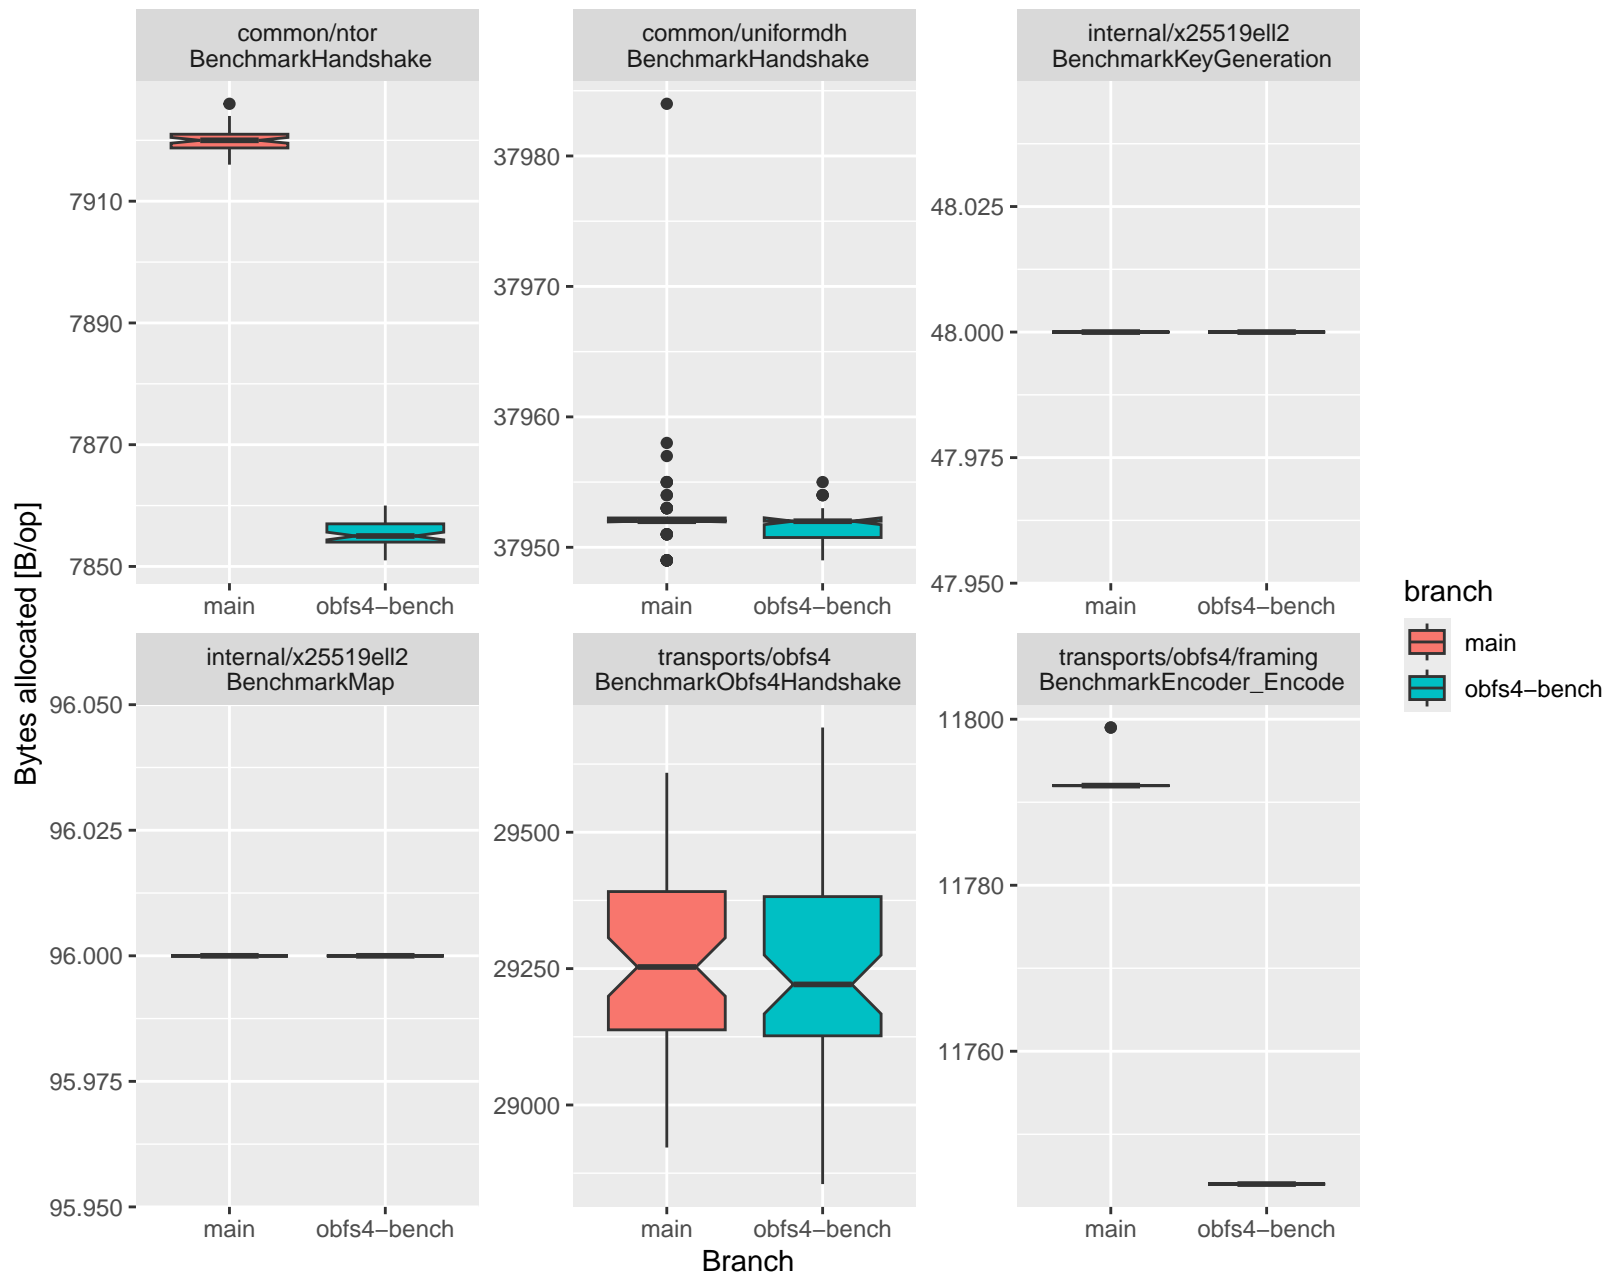 common/ntor
BenchmarkHandshake
common/uniformdh
BenchmarkHandshake
internal/x25519ell2
BenchmarkKeyGeneration
7910
7890
7870
7850
37980
37970
37960
37950
48.025
48.000
47.975
47.950
main
obfs4−bench
main
obfs4−bench
main
obfs4−bench
internal/x25519ell2
BenchmarkMap
transports/obfs4
BenchmarkObfs4Handshake
transports/obfs4/framing
BenchmarkEncoder_Encode
96.050
96.025
96.000
95.975
95.950
29500
29250
29000
11800
11780
11760
main
obfs4−bench
main
obfs4−bench
main
obfs4−bench
Branch
Bytes allocated [B/op]
branch
main
obfs4−bench